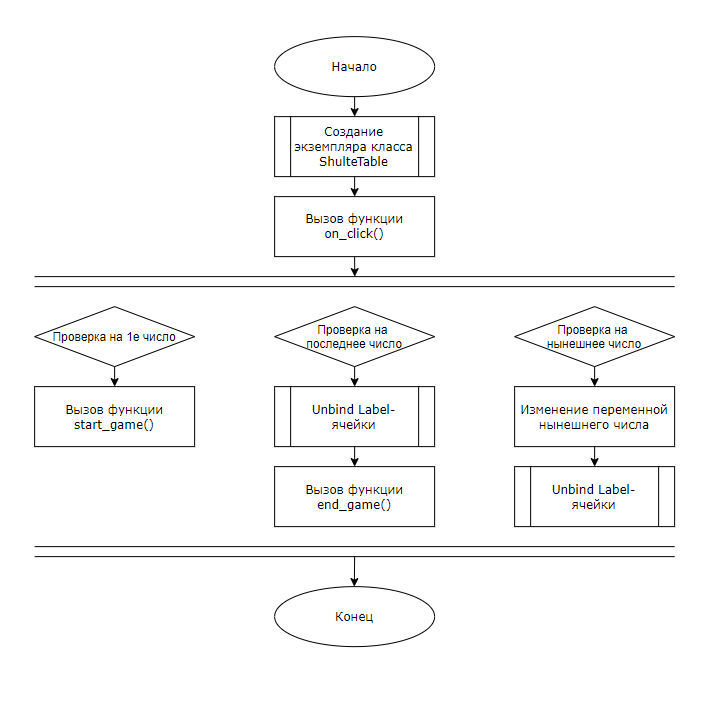 Начало
Создание
экземпляра класса
ShulteTable
Вызов функции
on_click()
Проверка на 1е число
Проверка на
последнее число
Проверка на
нынешнее число
Вызов функции
start_game()
Unbind Label-
ячейки
Изменение переменной
нынешнего числа
Вызов функции
end_game()
Unbind Label-
ячейки
Конец